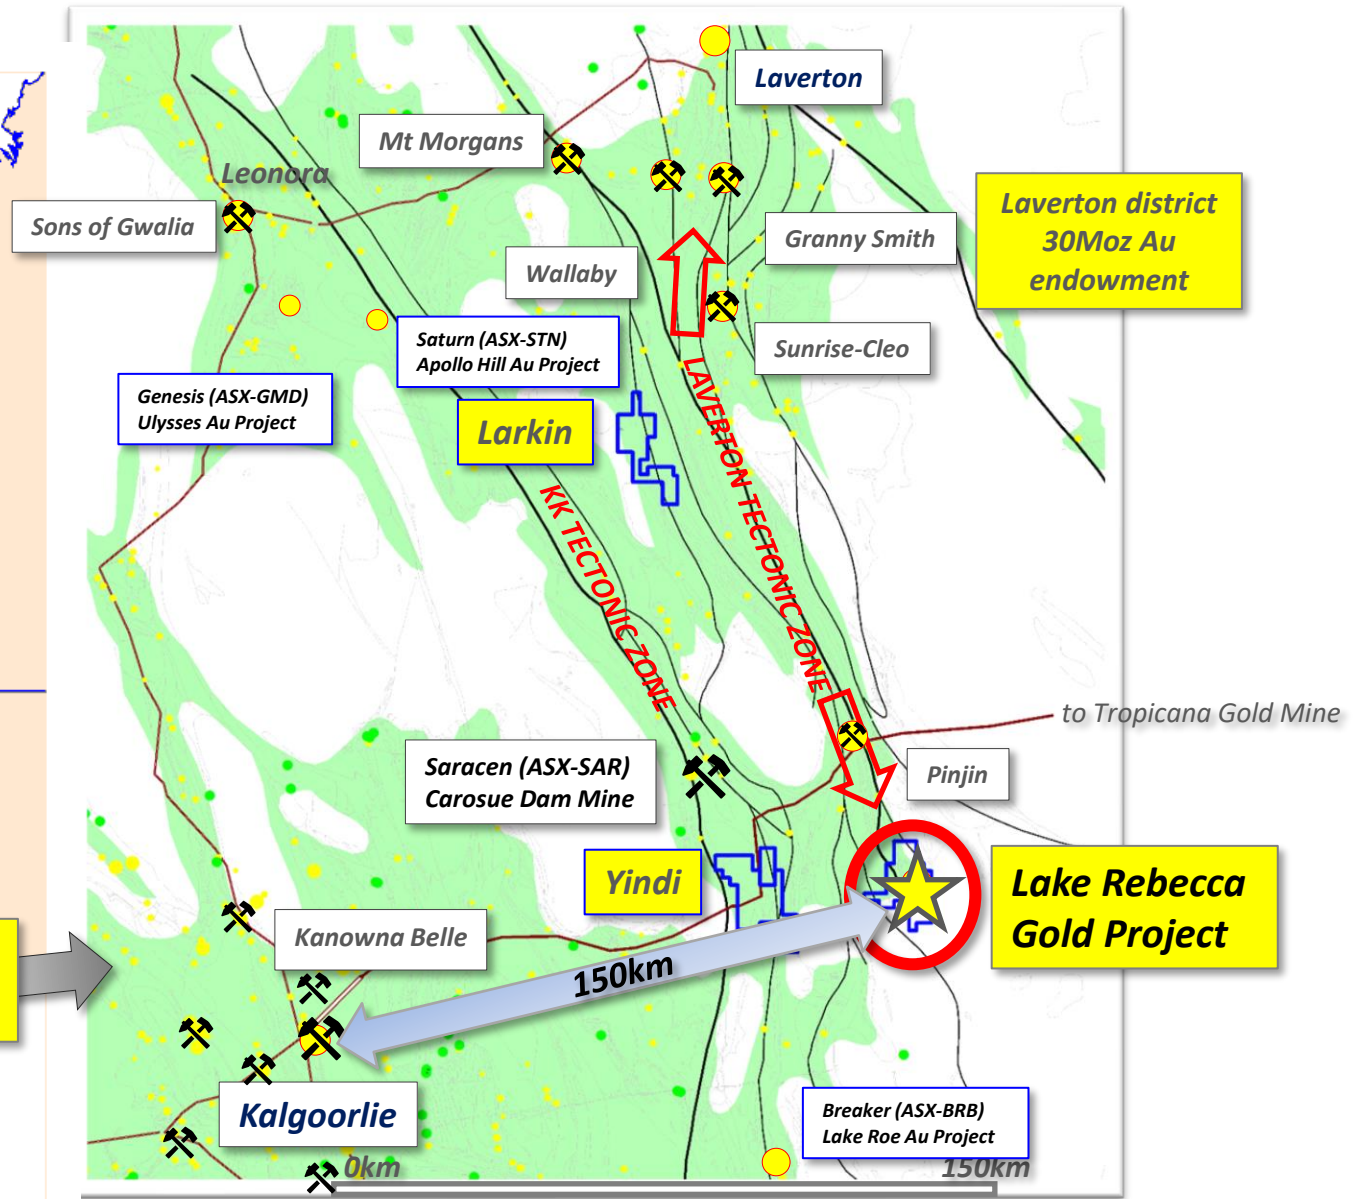 Laverton
Mt Morgans
Leonora
Sons of Gwalia
Laverton district
30Moz Au
endowment
Granny Smith
Wallaby
Saturn (ASX-STN)
Apollo Hill Au Project
Sunrise-Cleo
Genesis (ASX-GMD)
Ulysses Au Project
Larkin
LAVERTON TECTONIC ZONE
KK TECTONIC ZONE
to Tropicana Gold Mine
Saracen (ASX-SAR)
Carosue Dam Mine
Pinjin
Yindi
Lake Rebecca
Gold Project
Kanowna Belle
150km
Kalgoorlie
Breaker (ASX-BRB)
Lake Roe Au Project
0km
150km